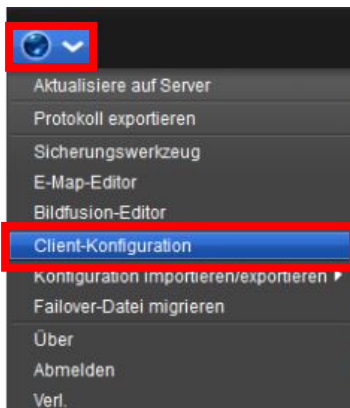 Aktualisiere auf Server
Protokoll exportieren
Sicherungswerkzeug
E-Map-Editor
Bildfusion-Editor
Client-Konfiguration
Konfiguration Importieren/exportieren
Failover-Datei migrieren
Über
Abmelden
Verl.